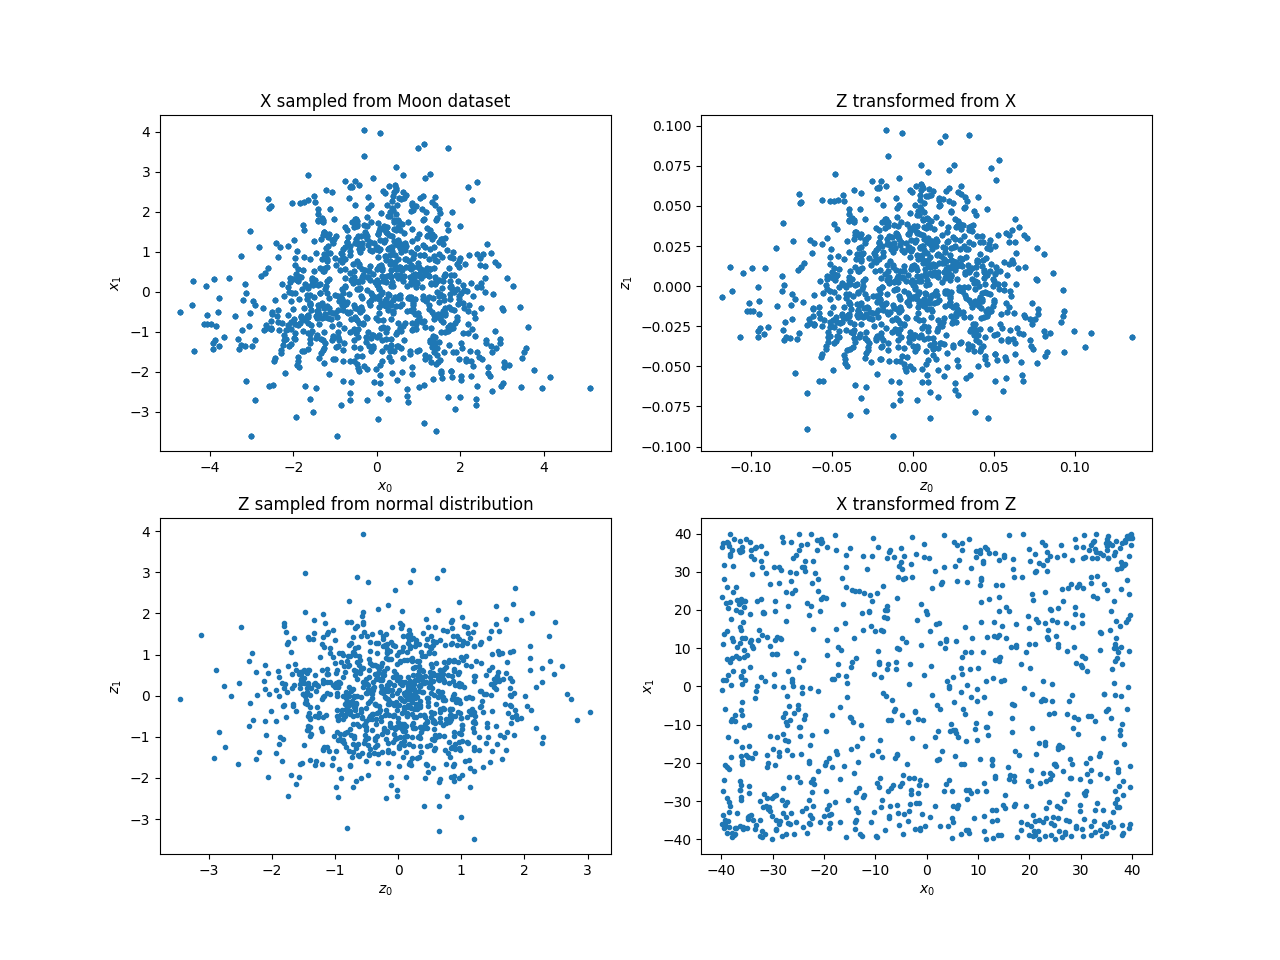 X sampled from Moon dataset
4
3
2
1
0
−1
−2
−3
x₁
−4 −2 0 2 4
x₀
Z transformed from X
0.100
0.075
0.050
0.025
0.000
−0.025
−0.050
−0.075
−0.100
z₁
−0.10 −0.05 0.00 0.05 0.10
z₀
Z sampled from normal distribution
4
3
2
1
0
−1
−2
−3
z₁
−3 −2 −1 0 1 2 3
z₀
X transformed from Z
40
30
20
10
0
−10
−20
−30
−40
x₁
−40 −30 −20 −10 0 10 20 30 40
x₀